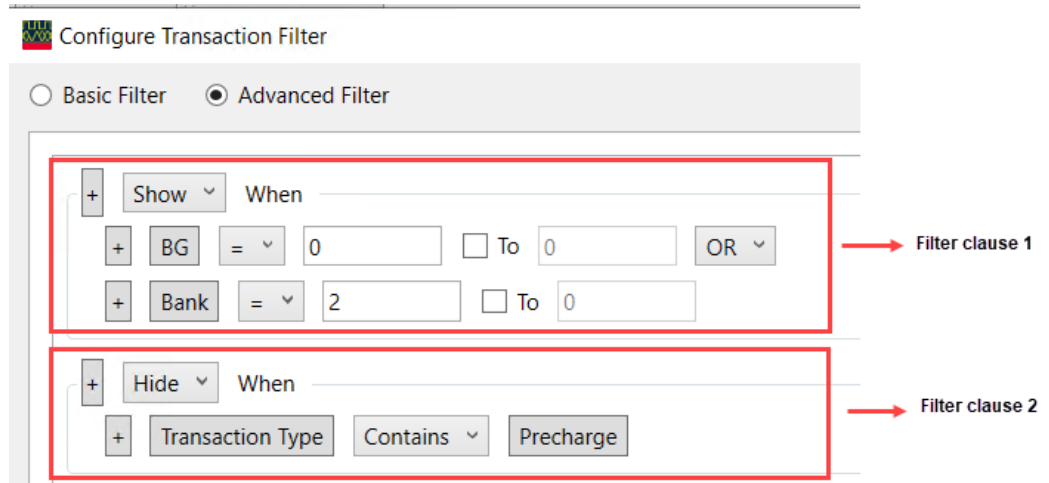 Configure Transaction Filter
Basic Filter Advanced Filter
+ Show When
+ BG = 0 To 0 OR
Filter clause 1
+ Bank = 2 To 0
+ Hide When
Filter clause 2
+ Transaction Type Contains Precharge